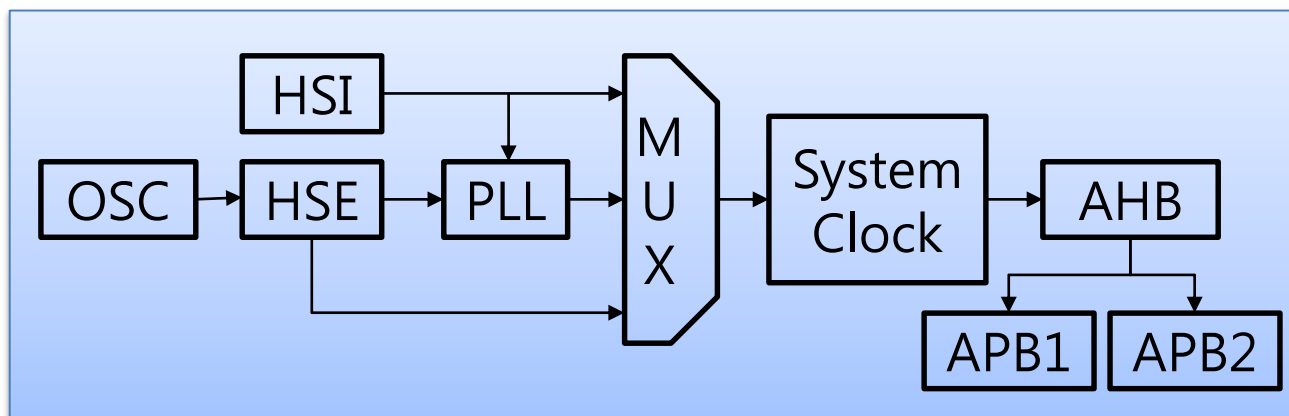 HSI
OSC
HSE
PLL
M
U
X
System
Clock
AHB
APB1
APB2